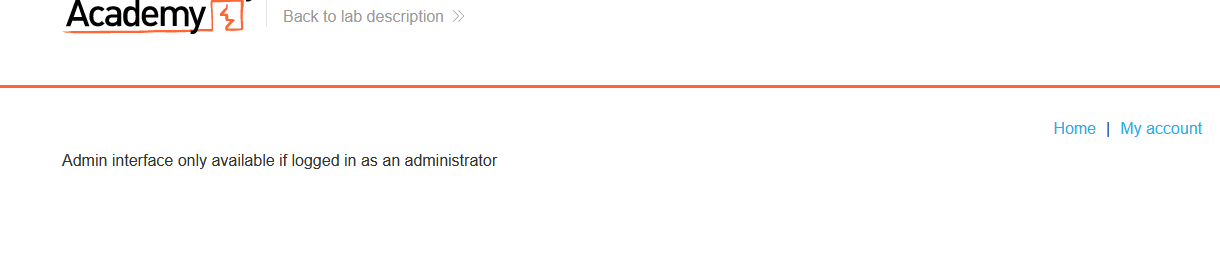 Academy
Back to lab description
Home | My account
Admin interface only available if logged in as an administrator